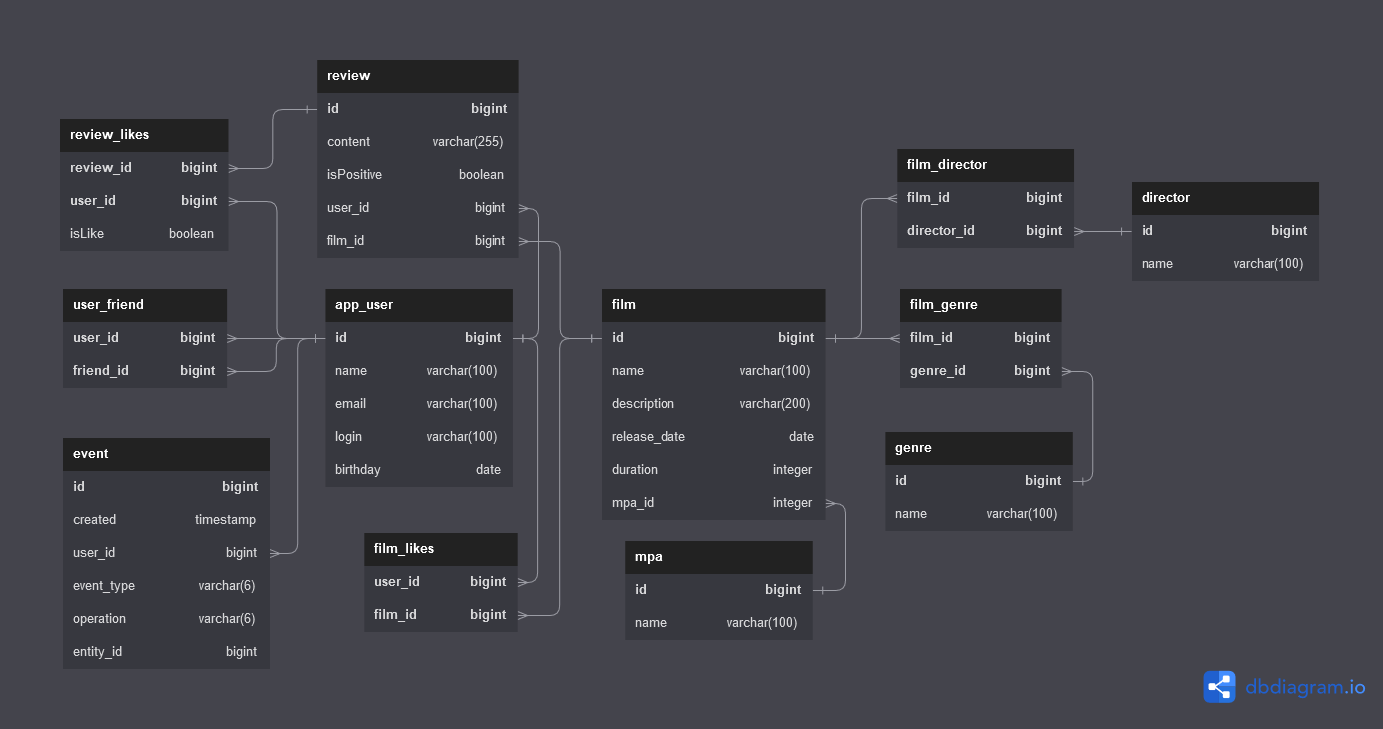 review
id bigint
content varchar(255)
isPositive boolean
user_id bigint
film_id bigint
review_likes
review_id bigint
user_id bigint
isLike boolean
film_director
film_id bigint
director_id bigint
director
id bigint
name varchar(100)
user_friend
user_id bigint
friend_id bigint
app_user
id bigint
name varchar(100)
email varchar(100)
login varchar(100)
birthday date
film
id bigint
name varchar(100)
description varchar(200)
release_date date
duration integer
mpa_id integer
film_genre
film_id bigint
genre_id bigint
event
id bigint
created timestamp
user_id bigint
event_type varchar(6)
operation varchar(6)
entity_id bigint
genre
id bigint
name varchar(100)
film_likes
user_id bigint
film_id bigint
mpa
id bigint
name varchar(100)
dbdiagram.io